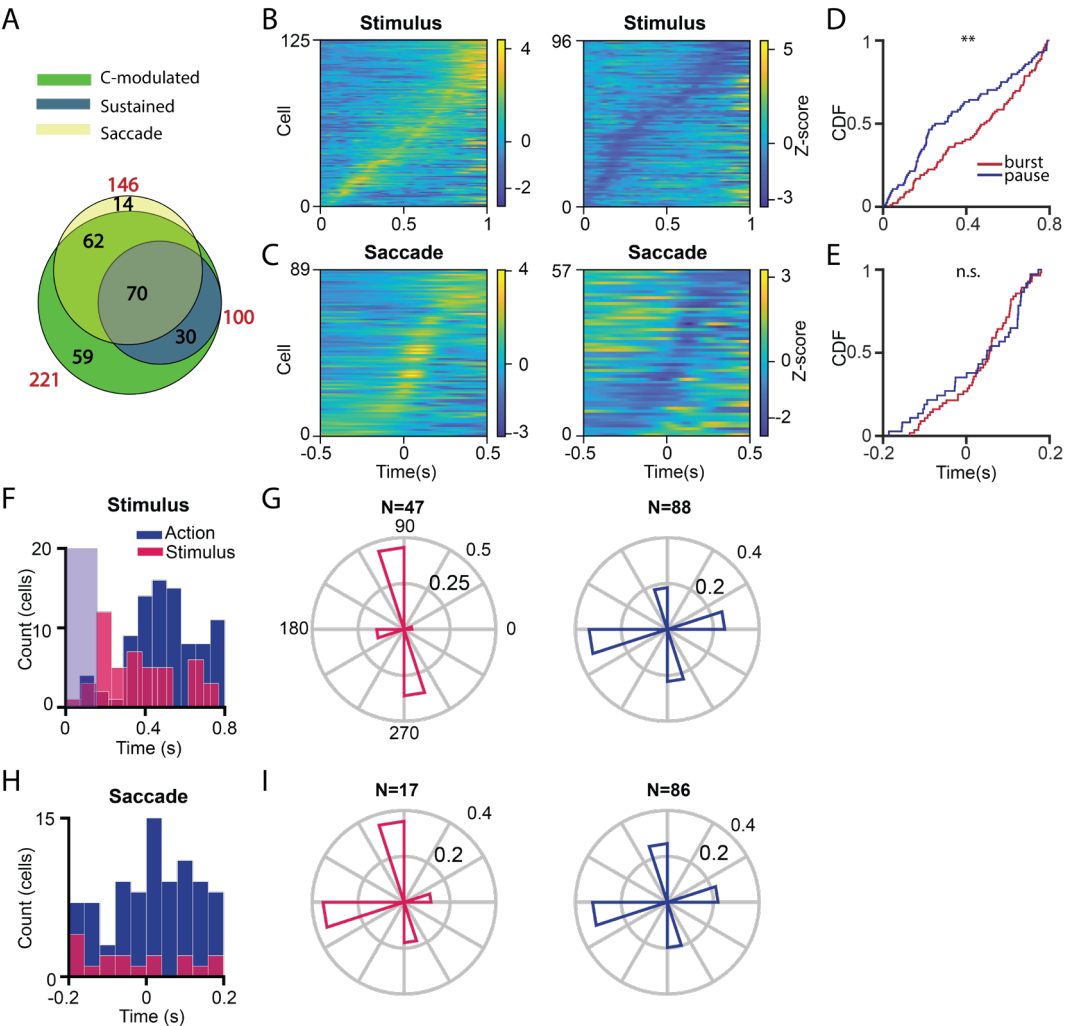 A
C-modulated
Sustained
Saccade
146
14
62
70
100
30
59
221
B
Stimulus
125
Cell
0
0
0.5
1
4
0
-2
Stimulus
96
0
0
0.5
1
5
0
-3
Z-score
C
Saccade
89
Cell
0
-0.5
0
0.5
Time(s)
4
0
-3
Saccade
57
0
-0.5
0
0.5
Time(s)
3
0
-2
Z-score
D
**
1
0.5
0
CDF
burst
pause
0
0.4
0.8
E
n.s.
1
0.5
0
CDF
-0.2
0
0.2
Time(s)
F
Stimulus
Action
Stimulus
20
10
0
Count (cells)
0
0.4
0.8
Time (s)
G
N=47
90
0.5
0.25
180
0
270
N=88
0.4
0.2
H
Saccade
15
0
Count (cells)
-0.2
0
0.2
Time (s)
I
N=17
0.4
0.2
N=86
0.4
0.2